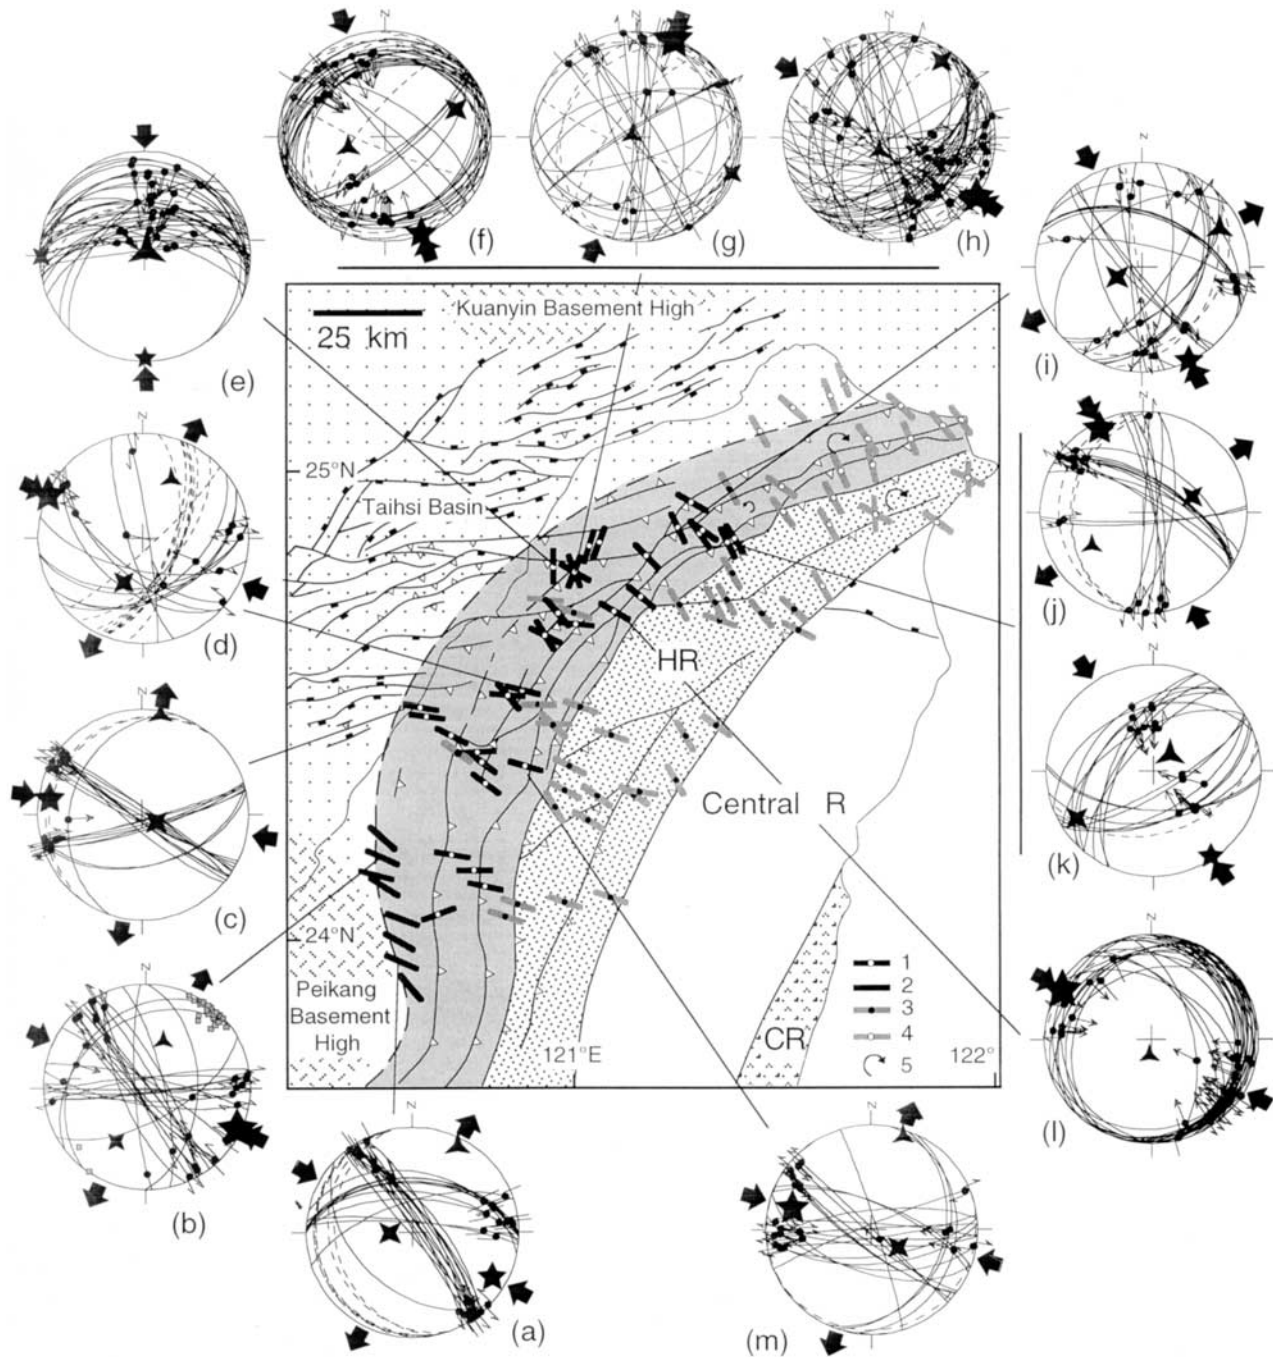 N
N
N
(f)
(g)
(h)
N
N
(e)
(i)
Kuanyin Basement High
25 km
N
N
25°N
Taihsi Basin
(d)
(j)
HR
N
N
Central R
(c)
(k)
24°N
N
N
1
2
Peikang
Basement
High
3
4
5
CR
121°E
122°
(b)
(l)
N
N
(a)
(m)